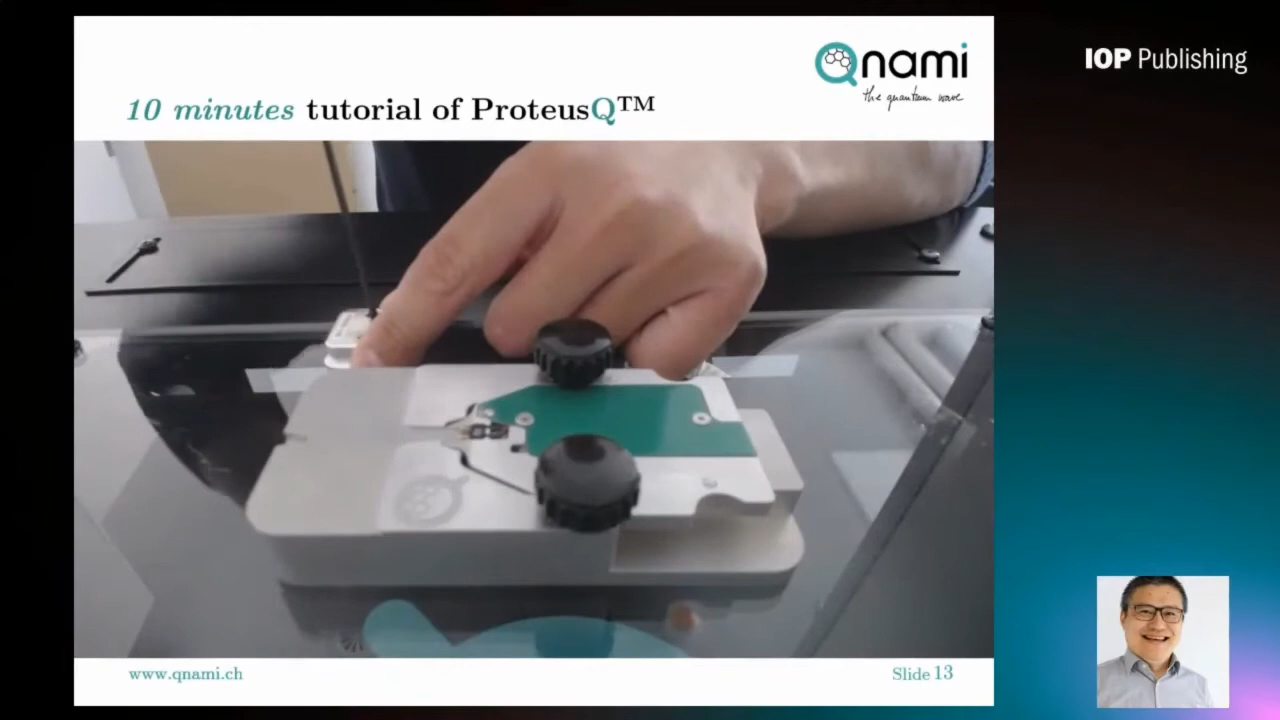 Qnami
the quantum wave
IOP Publishing
10 minutes tutorial of ProteusQ™
www.qnami.ch
Slide 13